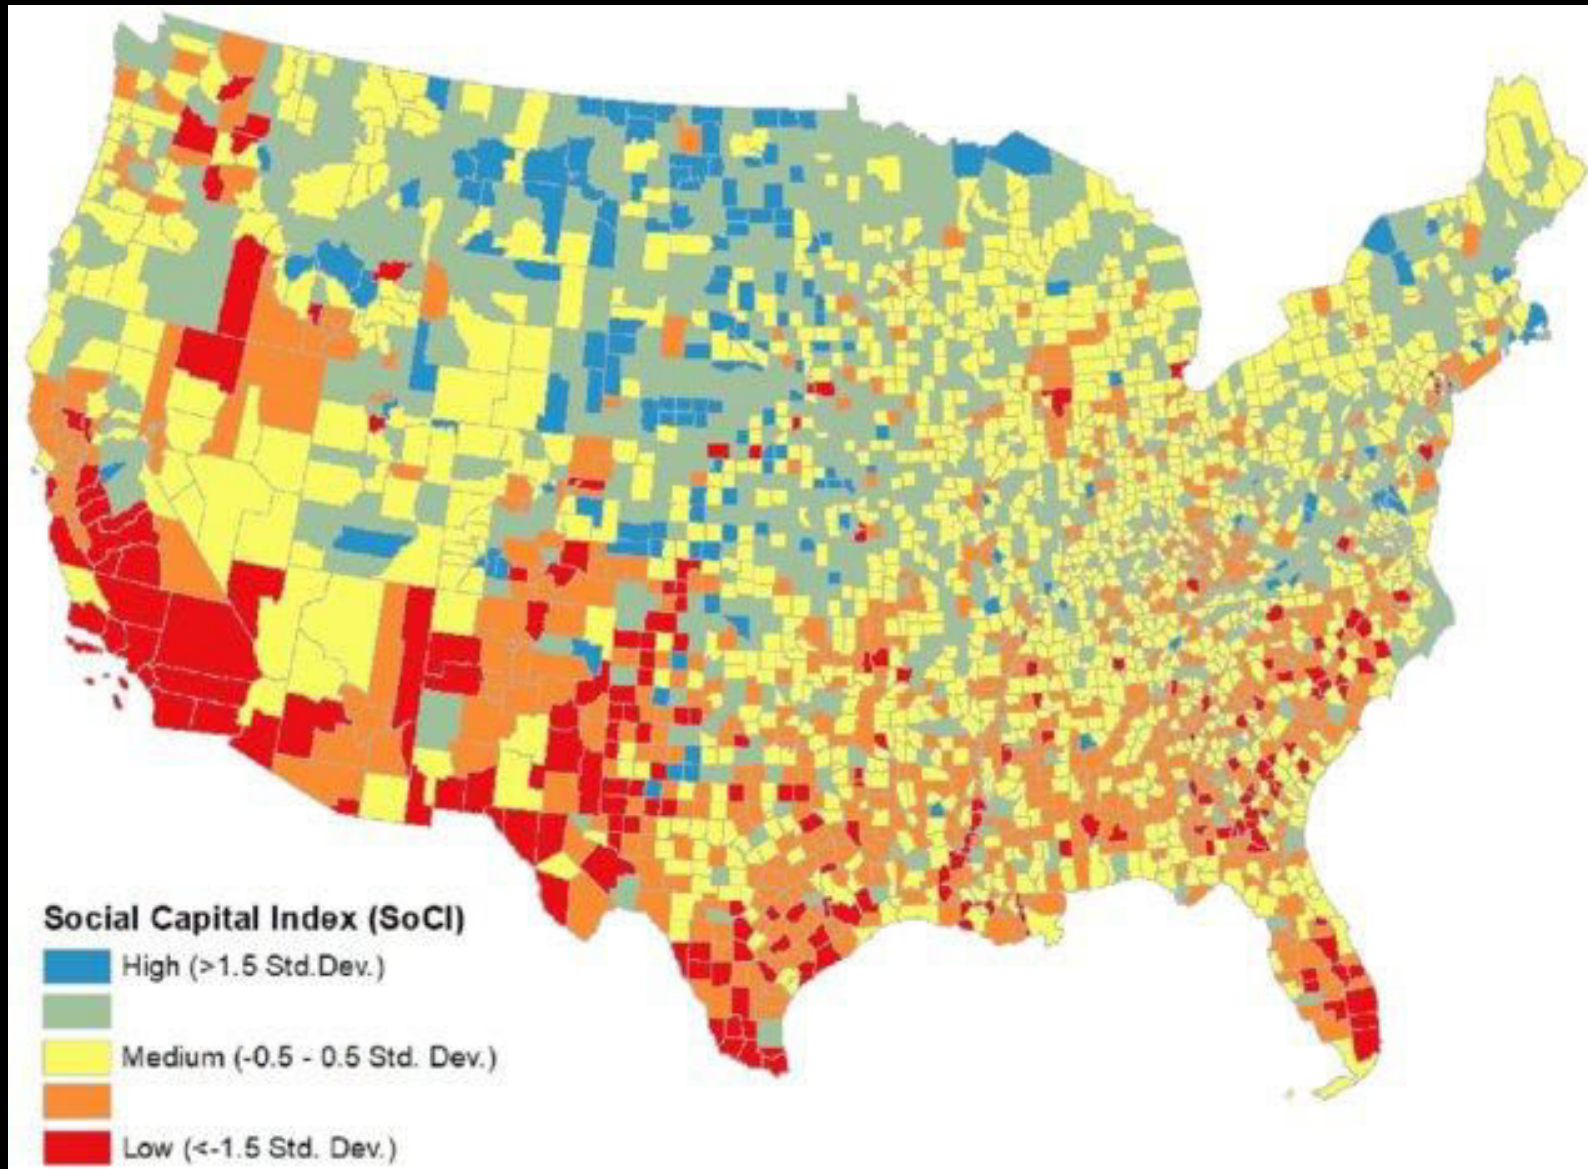 Social Capital Index (SoCI)
High (>1.5 Std.Dev.)
Medium (-0.5 - 0.5 Std. Dev.)
Low (<-1.5 Std. Dev.)